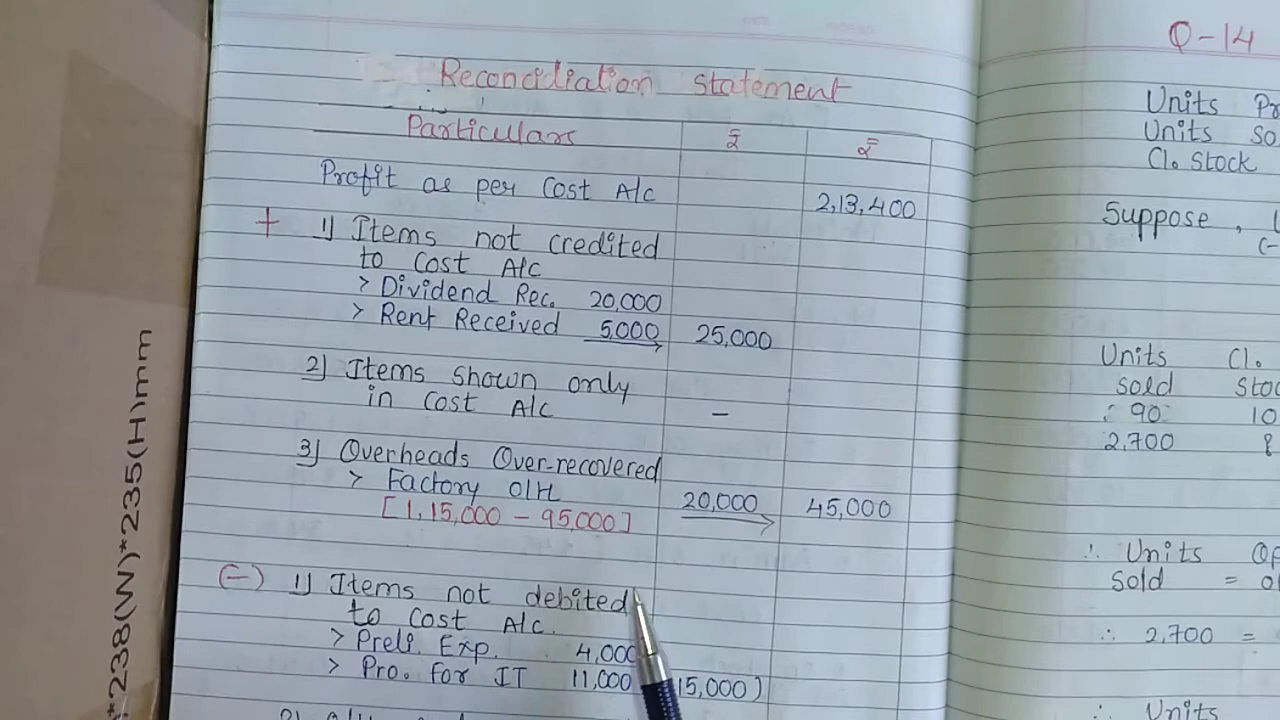 Reconciliation Statement
Particulars ₹ ₹
Profit as per Cost A/c 2,13,400
+ 1) Items not credited
to Cost A/c
> Dividend Rec. 20,000
> Rent Received 5,000 25,000
2) Items shown only
in Cost A/c –
3) Overheads Over-recovered
> Factory O/H 20,000 45,000
[1,15,000 – 95,000]
(–) 1) Items not debited
to Cost A/c.
> Preli. Exp. 4,000
> Pro. for IT 11,000 15,000)
*238(W)*235(H)mm
Q-14
Units Pr
Units So
Cl. Stock
Suppose, 
(-
Units Cl.
sold Stoc
90 10
2,700
∴ Units Op
sold =
∴ 2,700 =
∴ Units